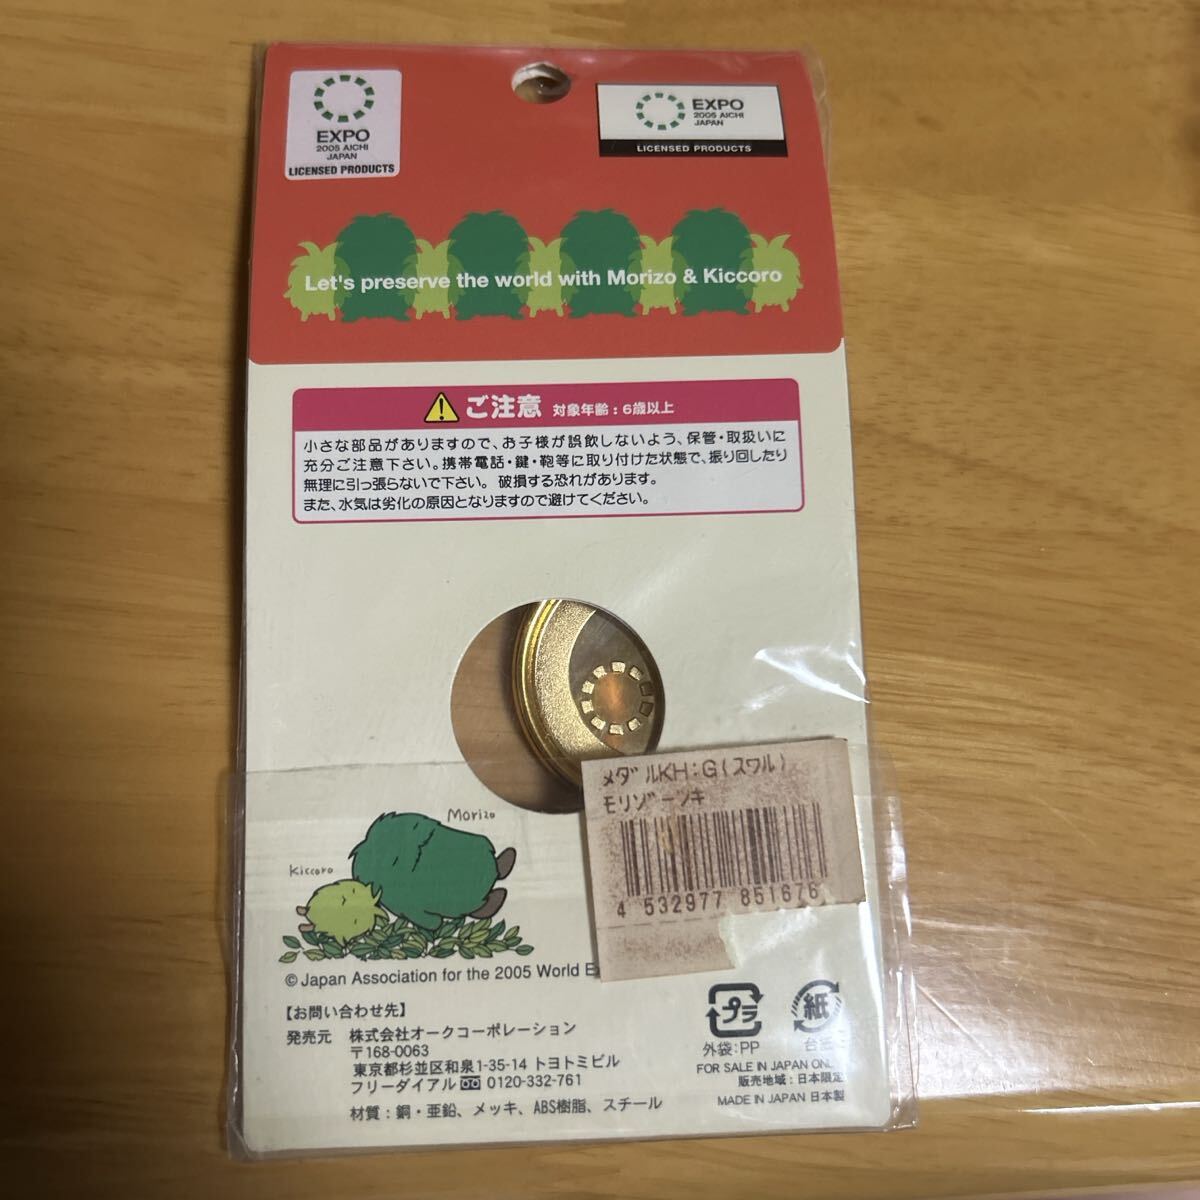 EXPO
2005 AICHI
JAPAN
LICENSED PRODUCTS
EXPO
2005 AICHI
JAPAN
LICENSED PRODUCTS
Let's preserve the world with Morizo & Kiccoro
ご注意 対象年齢：6歳以上
小さな部品がありますので、お子様が誤飲しないよう、保管・取扱いに
充分ご注意下さい。携帯電話・鍵・鞄等に取り付けた状態で、振り回したり
無理に引っ張らないで下さい。破損する恐れがあります。
また、水気は劣化の原因となりますので避けてください。
メダルKH:G(スワル)
モリゾーツキ
4 532977 851676
Morizo
Kiccoro
©Japan Association for the 2005 World E
【お問い合わせ先】
発売元 株式会社オークコーポレーション
〒168-0063
東京都杉並区和泉1-35-14 トヨトミビル
フリーダイアル 0120-332-761
材質：銅・亜鉛、メッキ、ABS樹脂、スチール
プラ
外袋:PP
紙
FOR SALE IN JAPAN ONL
販売地域：日本限定
MADE IN JAPAN 日本製